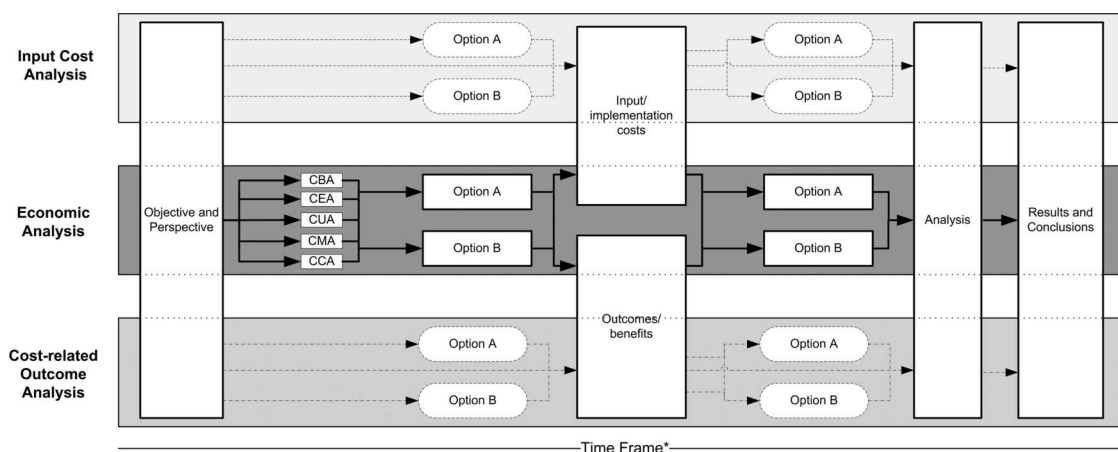 Input Cost
Analysis
Option A
Option B
Input/
implementation
costs
Option A
Option B
Economic
Analysis
Objective and
Perspective
CBA
CEA
CUA
CMA
CCA
Option A
Option B
Option A
Option B
Analysis
Results and
Conclusions
Cost-related
Outcome
Analysis
Option A
Option B
Outcomes/
benefits
Option A
Option B
Time Frame*